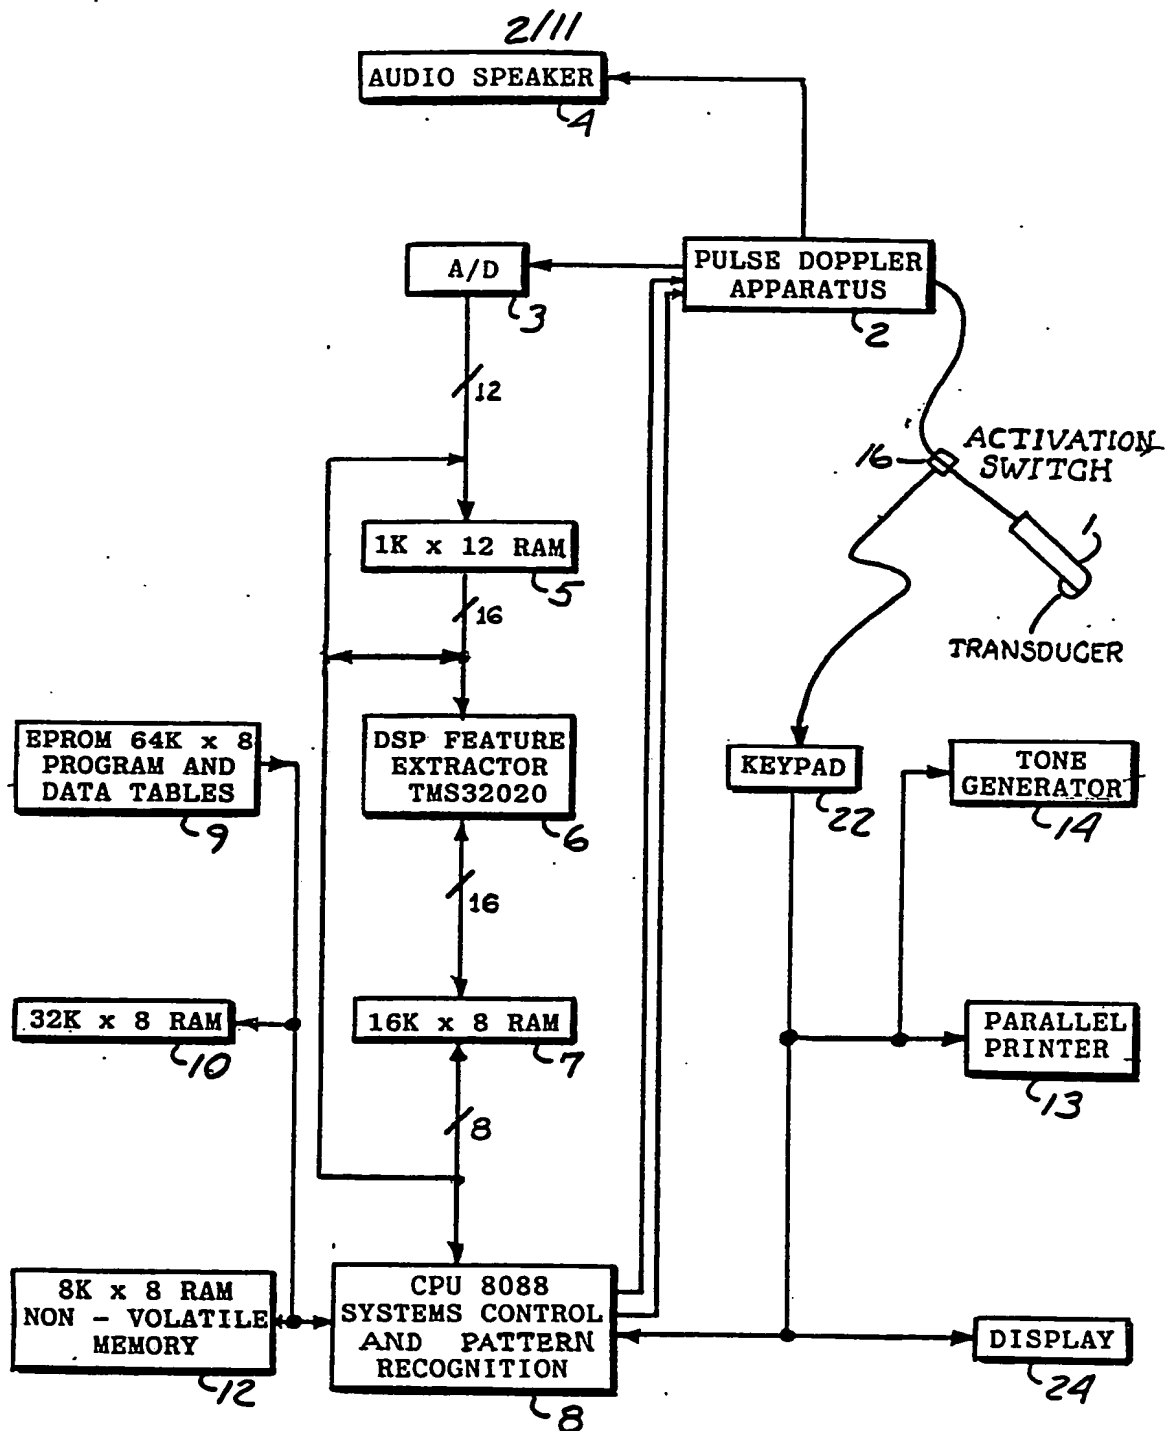 2/11
AUDIO SPEAKER
4
A/D
3
PULSE DOPPLER
APPARATUS
2
12
16
ACTIVATION
SWITCH
1K x 12 RAM
5
1
16
TRANSDUCER
EPROM 64K x 8
PROGRAM AND
DATA TABLES
9
DSP FEATURE
EXTRACTOR
TMS32020
6
KEYPAD
22
TONE
GENERATOR
14
16
32K x 8 RAM
10
16K x 8 RAM
7
PARALLEL
PRINTER
13
8
8K x 8 RAM
NON - VOLATILE
MEMORY
12
CPU 8088
SYSTEMS CONTROL
AND PATTERN
RECOGNITION
8
DISPLAY
24